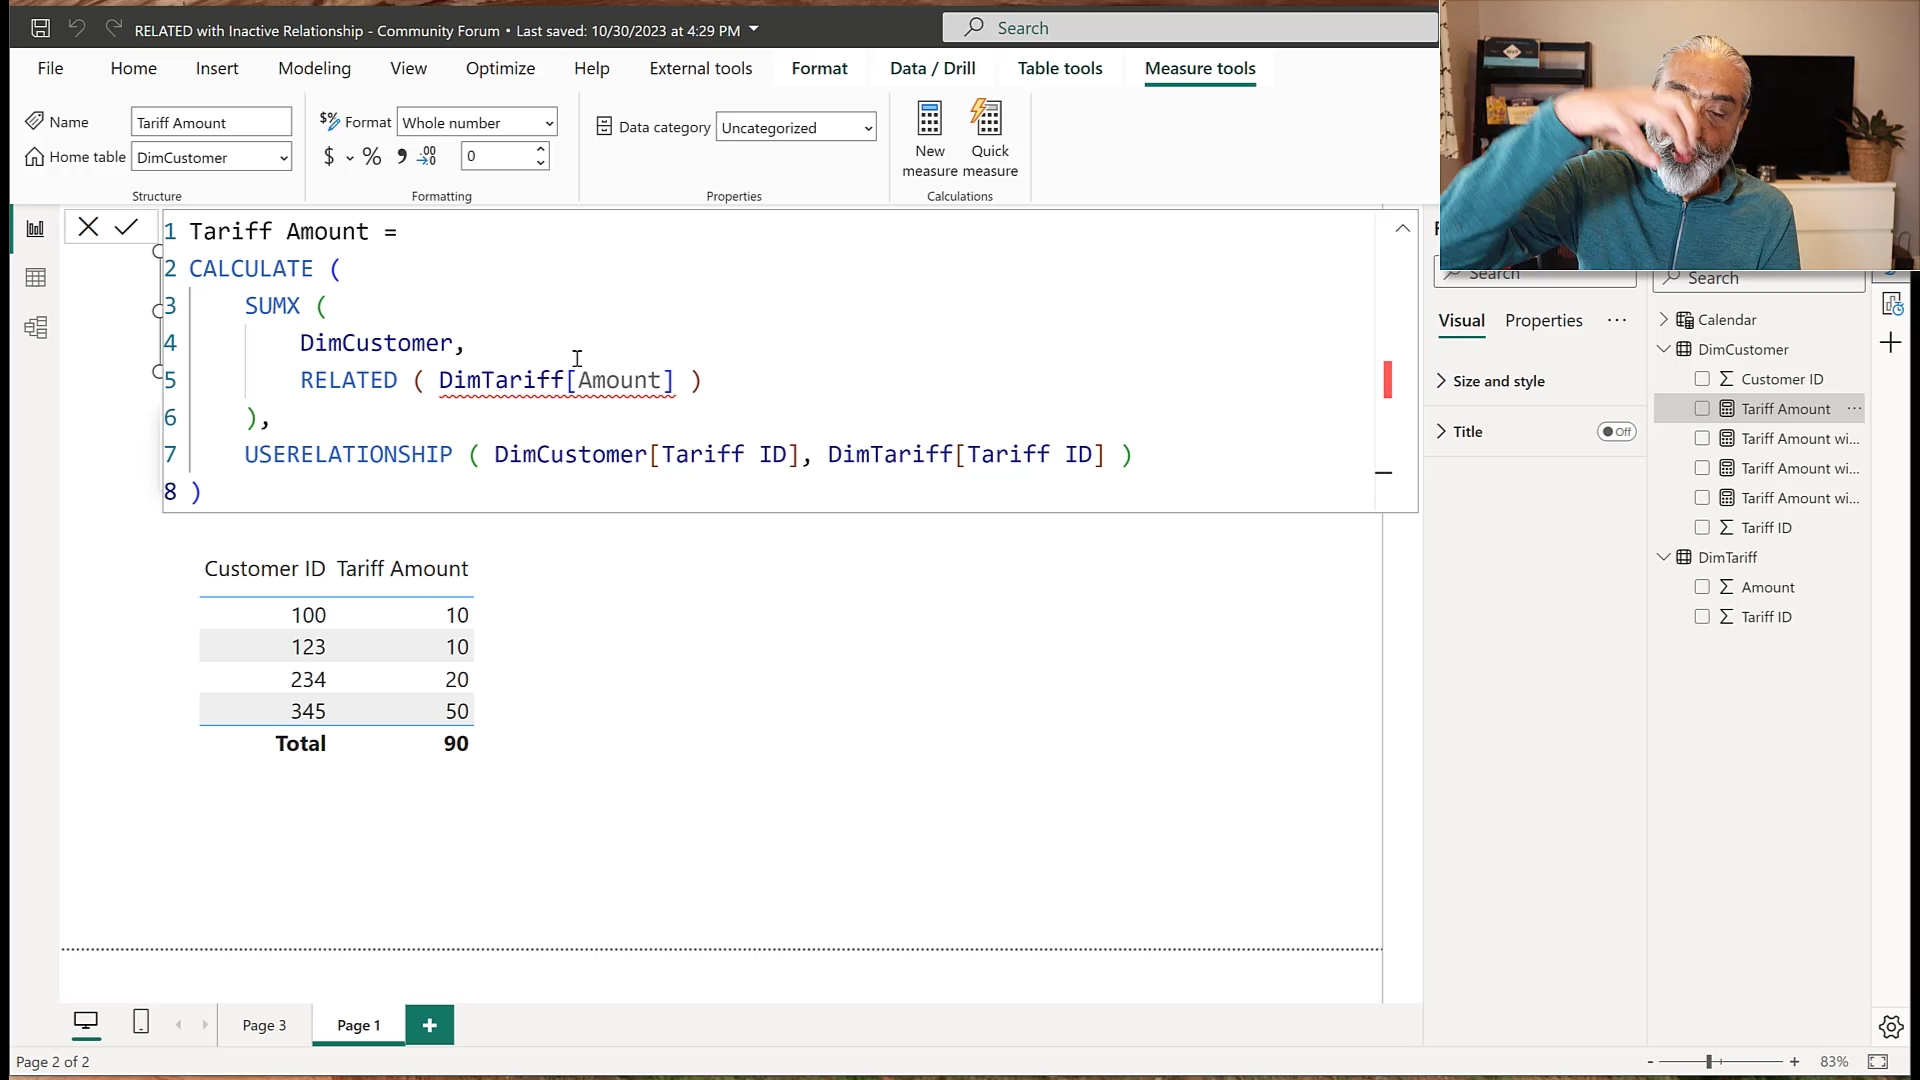 RELATED with Inactive Relationship - Community Forum • Last saved: 10/30/2023 at 4:29 PM
Search
File Home Insert Modeling View Optimize Help External tools Format Data / Drill Table tools Measure tools
Name Tariff Amount
Home table DimCustomer
Structure
Format Whole number
$ % , .00 0
Formatting
Data category Uncategorized
Properties
New measure
Quick measure
Calculations
1 Tariff Amount =
2 CALCULATE (
3 SUMX (
4 DimCustomer,
5 RELATED ( DimTariff[Amount] )
6 ),
7 USERELATIONSHIP ( DimCustomer[Tariff ID], DimTariff[Tariff ID] )
8 )
Customer ID Tariff Amount
100 10
123 10
234 20
345 50
Total 90
Search
Visual Properties ...
Size and style
Title Off
Search
Calendar
DimCustomer
Customer ID
Tariff Amount ...
Tariff Amount wi...
Tariff Amount wi...
Tariff Amount wi...
Tariff ID
DimTariff
Amount
Tariff ID
Page 3 Page 1 +
Page 2 of 2
- + 83%